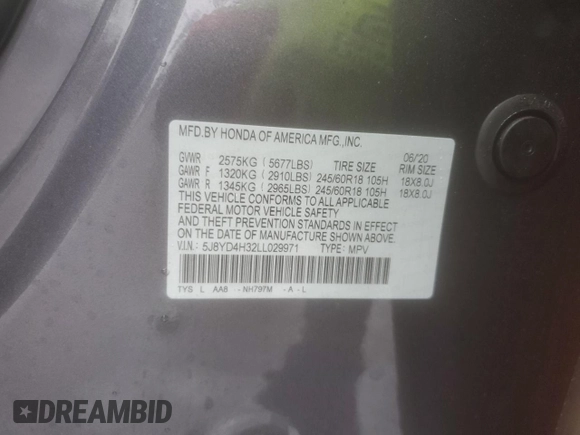 MFD.BY HONDA OF AMERICA MFG.,INC.
06/20
GVWR 2575KG (5677LBS) TIRE SIZE RIM SIZE
GAWR F 1320KG (2910LBS) 245/60R18 105H 18X8.0J
GAWR R 1345KG (2965LBS) 245/60R18 105H 18X8.0J
THIS VEHICLE CONFORMS TO ALL APPLICABLE
FEDERAL MOTOR VEHICLE SAFETY
AND THEFT PREVENTION STANDARDS IN EFFECT
ON THE DATE OF MANUFACTURE SHOWN ABOVE.
V.I.N.: 5J8YD4H32LL029971 TYPE: MPV
TYS L AA8 - NH797M - A - L
DREAMBID